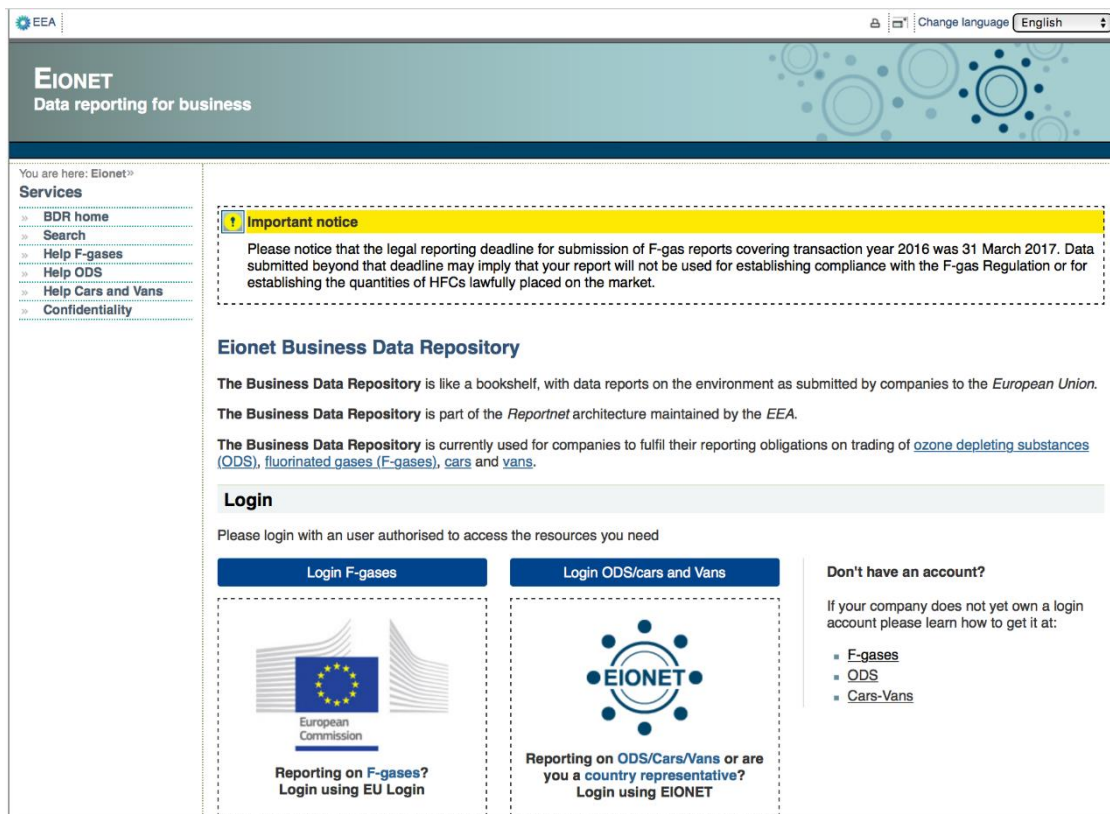 EEA
Change language English
EIONET
Data reporting for business
You are here: Eionet»
Services
» BDR home
» Search
» Help F-gases
» Help ODS
» Help Cars and Vans
» Confidentiality
! Important notice
Please notice that the legal reporting deadline for submission of F-gas reports covering transaction year 2016 was 31 March 2017. Data
submitted beyond that deadline may imply that your report will not be used for establishing compliance with the F-gas Regulation or for
establishing the quantities of HFCs lawfully placed on the market.
Eionet Business Data Repository
The Business Data Repository is like a bookshelf, with data reports on the environment as submitted by companies to the European Union.
The Business Data Repository is part of the Reportnet architecture maintained by the EEA.
The Business Data Repository is currently used for companies to fulfil their reporting obligations on trading of ozone depleting substances
(ODS), fluorinated gases (F-gases), cars and vans.
Login
Please login with an user authorised to access the resources you need
Login F-gases
European
Commission
Reporting on F-gases?
Login using EU Login
Login ODS/cars and Vans
EIONET
Reporting on ODS/Cars/Vans or are
you a country representative?
Login using EIONET
Don't have an account?
If your company does not yet own a login
account please learn how to get it at:
F-gases
ODS
Cars-Vans